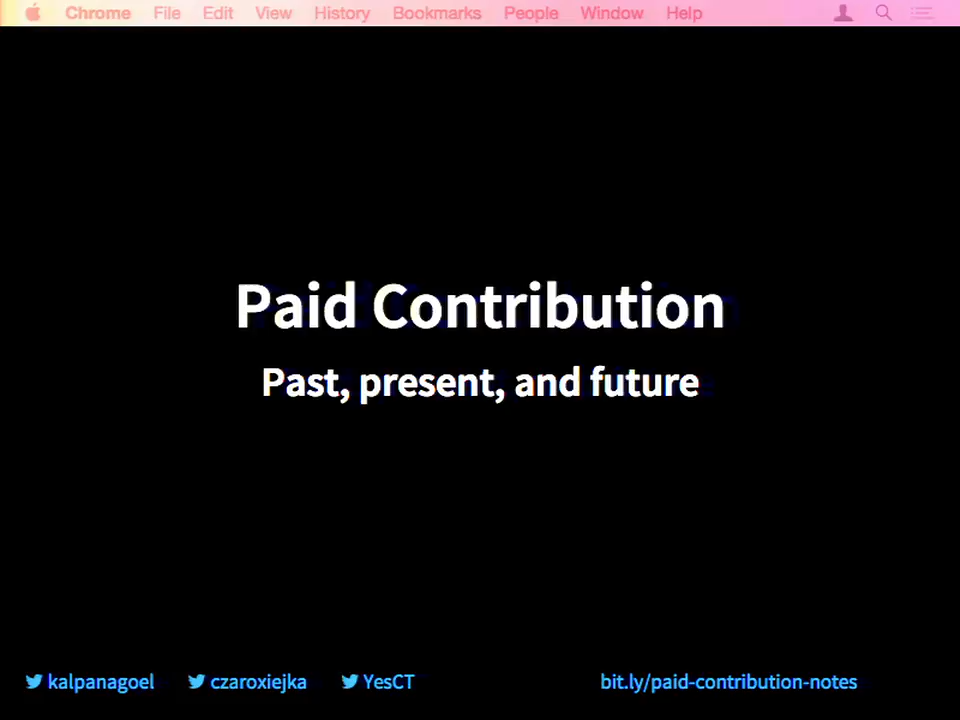 Chrome File Edit View History Bookmarks People Window Help
Paid Contribution
Past, present, and future
kalpanagoel czaroxiejka YesCT bit.ly/paid-contribution-notes